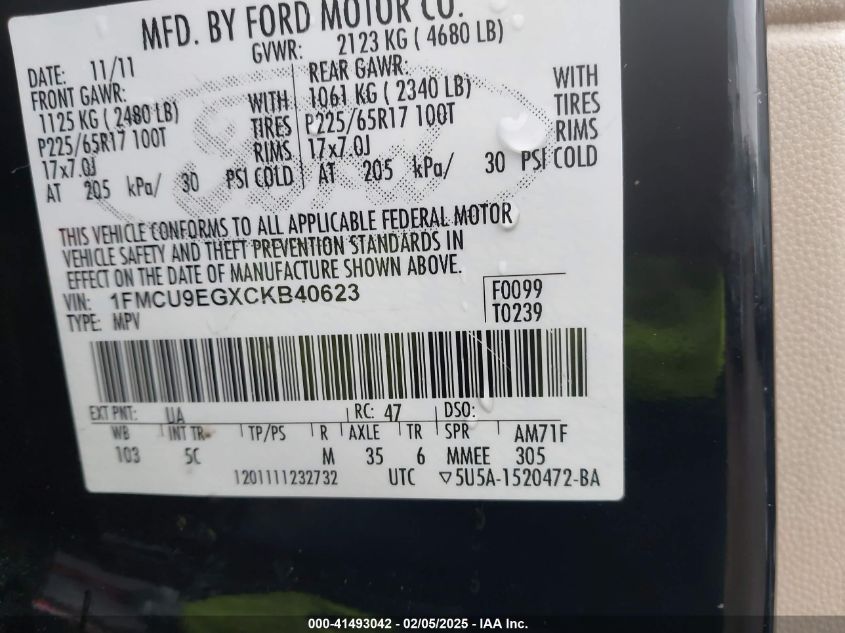 MFD. BY FORD MOTOR CO.
DATE: 11/11 GVWR: 2123 KG ( 4680 LB)
FRONT GAWR: REAR GAWR:
1125 KG ( 2480 LB) WITH 1061 KG ( 2340 LB) WITH
P225/65R17 100T TIRES P225/65R17 100T TIRES
17x7.0J RIMS 17x7.0J RIMS
AT 205 kPa/ 30 PSI COLD AT 205 kPa/ 30 PSI COLD
THIS VEHICLE CONFORMS TO ALL APPLICABLE FEDERAL MOTOR
VEHICLE SAFETY AND THEFT PREVENTION STANDARDS IN
EFFECT ON THE DATE OF MANUFACTURE SHOWN ABOVE.
VIN: 1FMCU9EGXCKB40623 F0099
TYPE: MPV T0239
EXT PNT: UA RC: 47 DSO:
WB INT TR TP/PS R AXLE TR SPR AM71F
103 5C M 35 6 MMEE 305
1201111232732 UTC ▽5U5A-1520472-BA
000-41493042 - 02/05/2025 - IAA Inc.